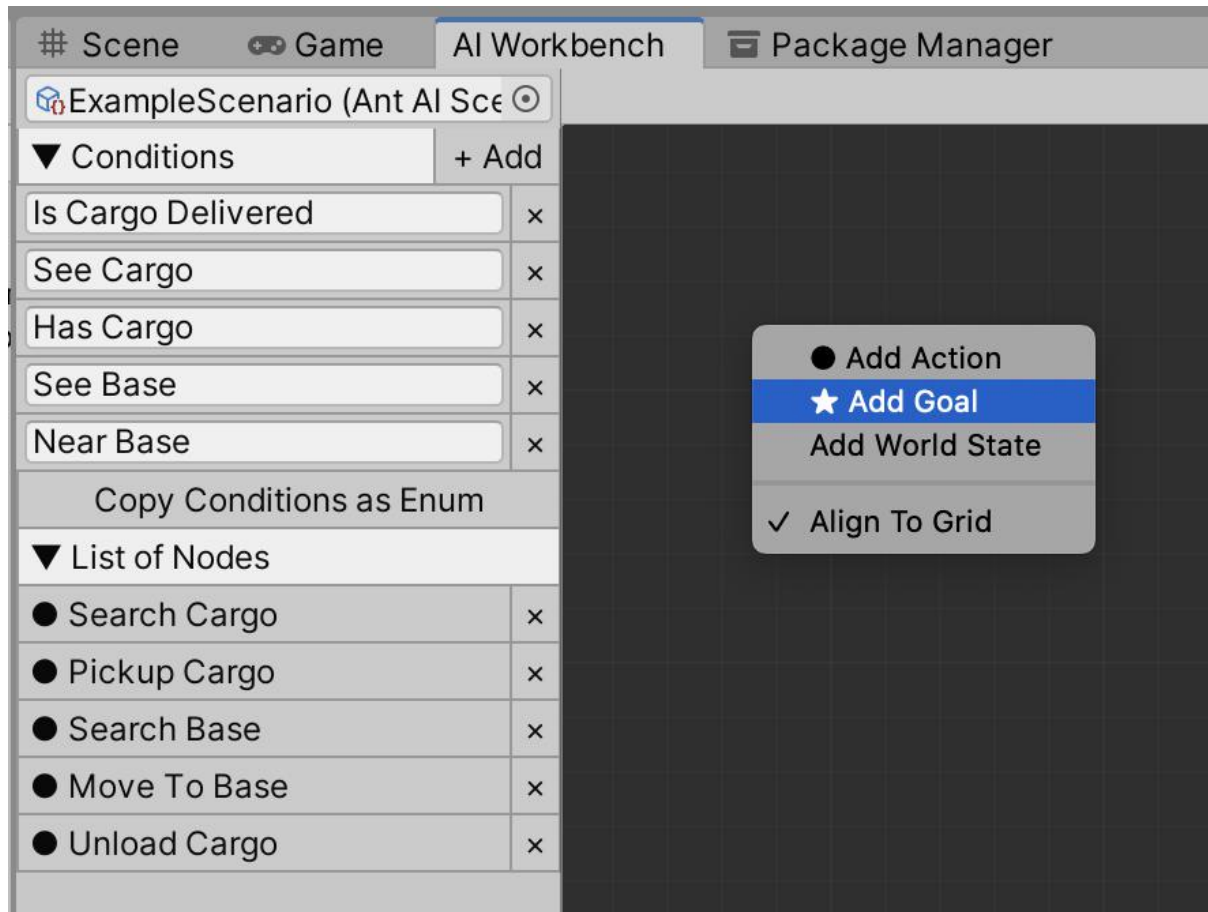 Scene Game AI Workbench Package Manager
ExampleScenario (Ant AI Sce
Conditions + Add
Is Cargo Delivered ×
See Cargo ×
Has Cargo ×
See Base ×
Near Base ×
Copy Conditions as Enum
List of Nodes
Search Cargo ×
Pickup Cargo ×
Search Base ×
Move To Base ×
Unload Cargo ×
Add Action
Add Goal
Add World State
✓ Align To Grid